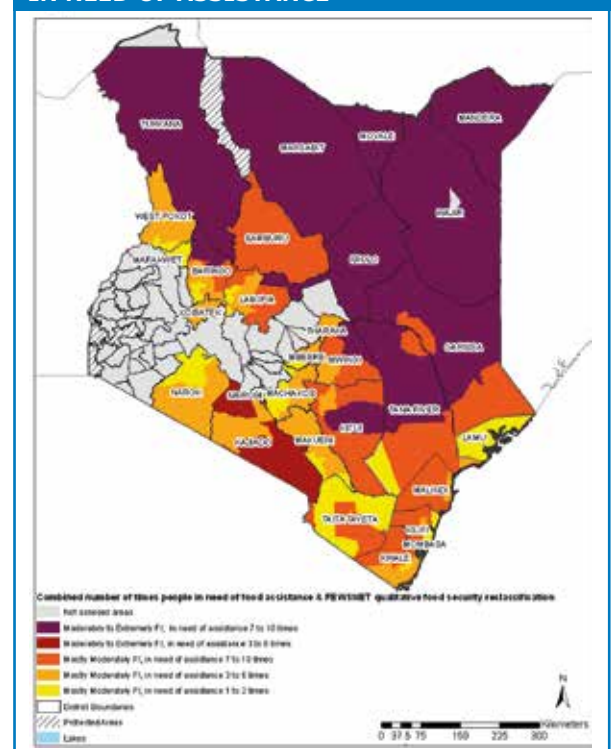 IN NEED OF ASSISTANCE
TURKANA
MARSABIT
MOYALE
MANDERA
WAJIR
WEST POKOT
SAMBURU
MARAKWET
BARINGO
ISIOLO
LAIKIPIA
KOIBATEK
THARAKA
GARISSA
MBEERE
MWINGI
NAROK
NAIROBI
MACHAKOS
TANA RIVER
KITUI
LAMU
KAJIADO
MAKUENI
MALINDI
TAITA TAVETA
KILIFI
MOMBASA
KWALE
Combined number of times people in need of food assistance & FEWSNET qualitative food security reclassification
Not assessed areas
Moderately to Extremely FI, in need of assistance 7 to 10 times
Moderately to Extremely FI, in need of assistance 3 to 6 times
Mostly Moderately FI, in need of assistance 7 to 10 times
Mostly Moderately FI, in need of assistance 3 to 6 times
Mostly Moderately FI, in need of assistance 1 to 2 times
District Boundaries
Protected Areas
Lakes
N
Kilometers
0 37.5 75 150 225 300